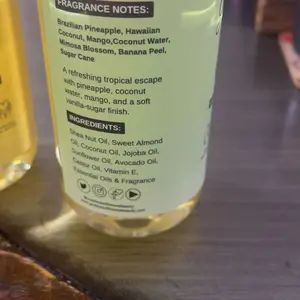 FRAGRANCE NOTES:
Brazilian Pineapple, Hawaiian
Coconut, Mango,Coconut Water,
Mimosa Blossom, Banana Peel,
Sugar Cane
A refreshing tropical escape
with pineapple, coconut
water, mango, and a soft
vanilla-sugar finish.
INGREDIENTS:
Shea Nut Oil, Sweet Almond
Oil, Coconut Oil, Jojoba Oil,
Sunflower Oil, Avocado Oil,
Castor Oil, Vitamin E,
Essential Oils & Fragrance